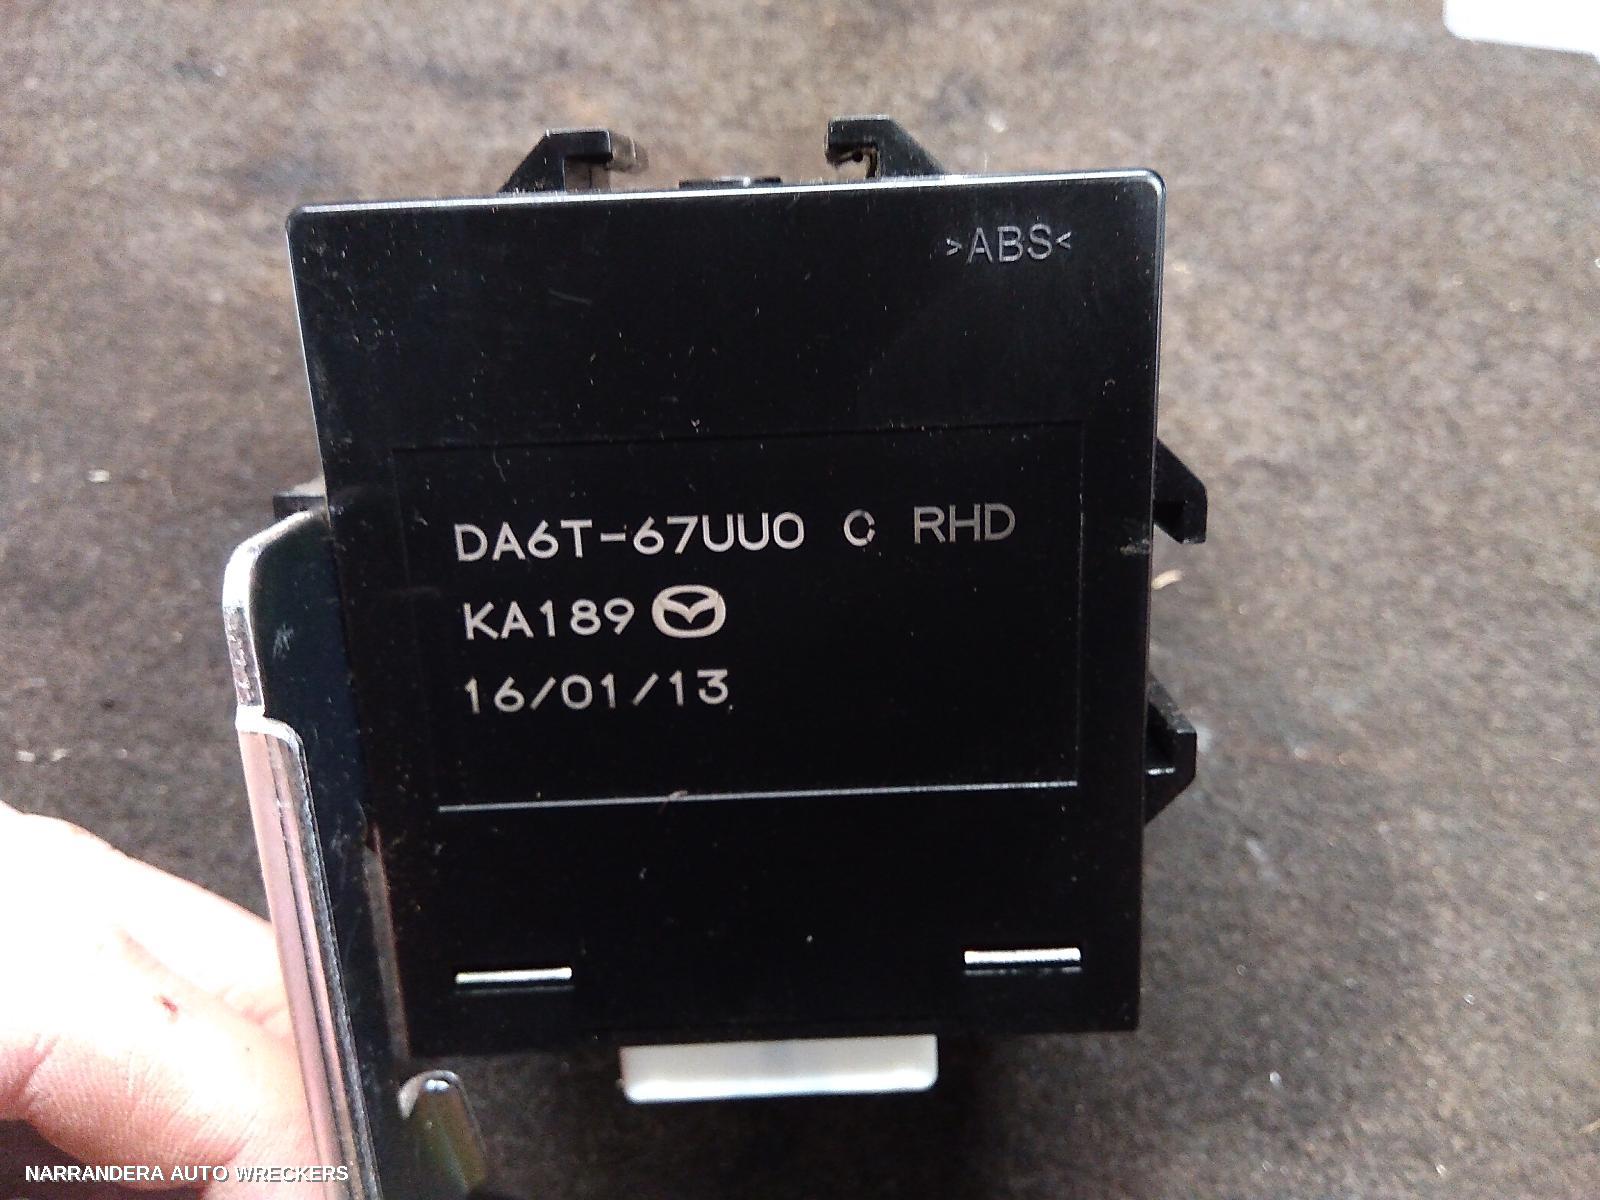 >ABS<
DA6T-67UU0 C RHD
KA189
16/01/13
NARRANDERA AUTO WRECKERS